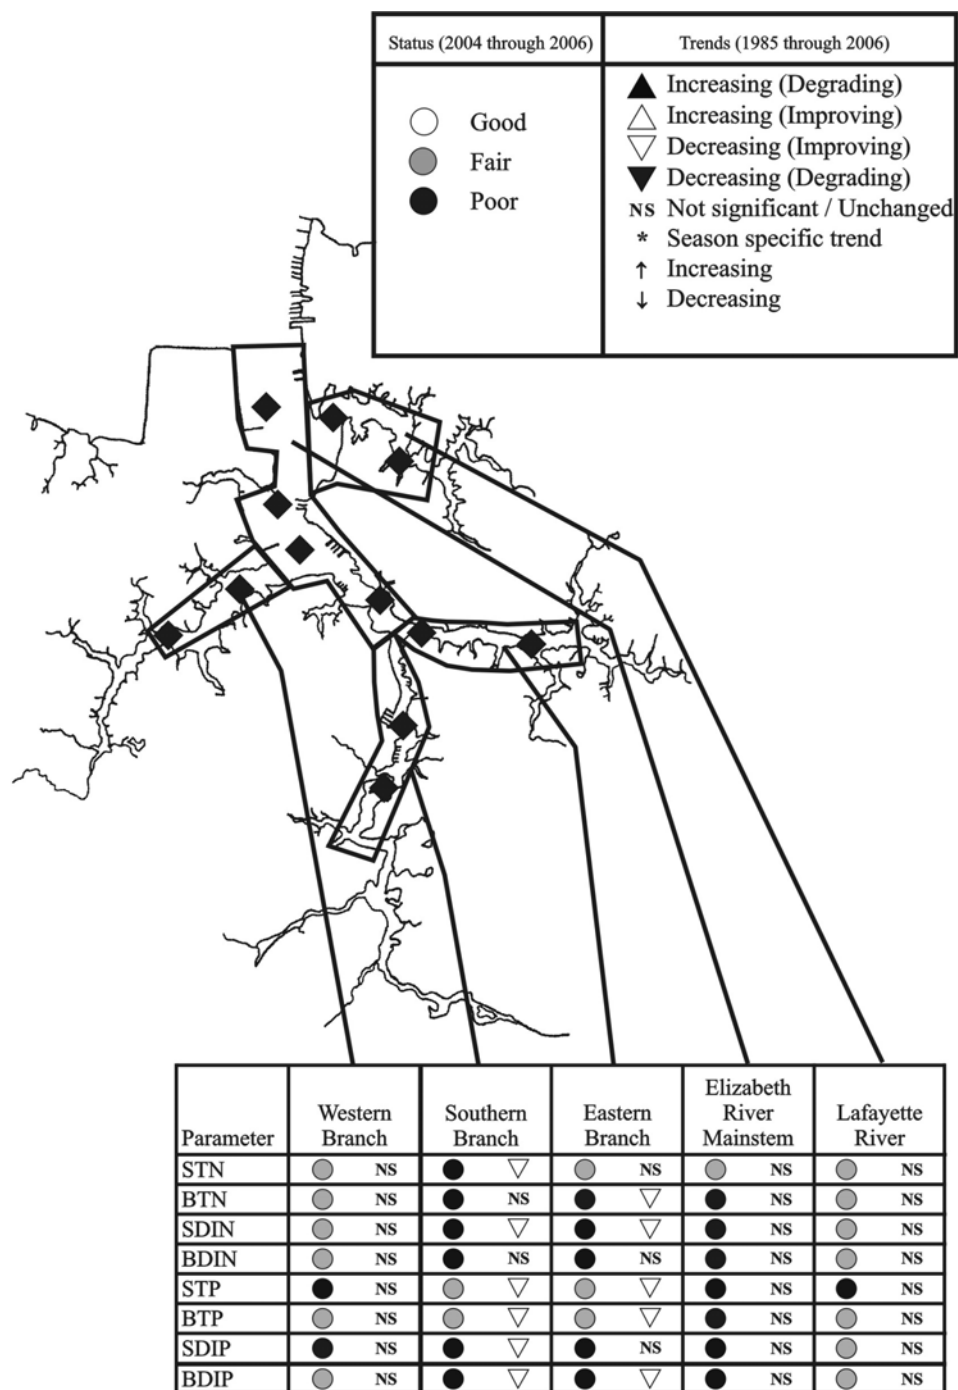 Status (2004 through 2006) Trends (1985 through 2006)
Good
Fair
Poor
Increasing (Degrading)
Increasing (Improving)
Decreasing (Improving)
Decreasing (Degrading)
NS Not significant / Unchanged
* Season specific trend
↑ Increasing
↓ Decreasing
Parameter Western Branch Southern Branch Eastern Branch Elizabeth River Mainstem Lafayette River
STN NS NS NS NS
BTN NS NS NS NS
SDIN NS NS NS
BDIN NS NS NS NS NS
STP NS NS NS
BTP NS NS NS
SDIP NS NS NS NS
BDIP NS NS NS